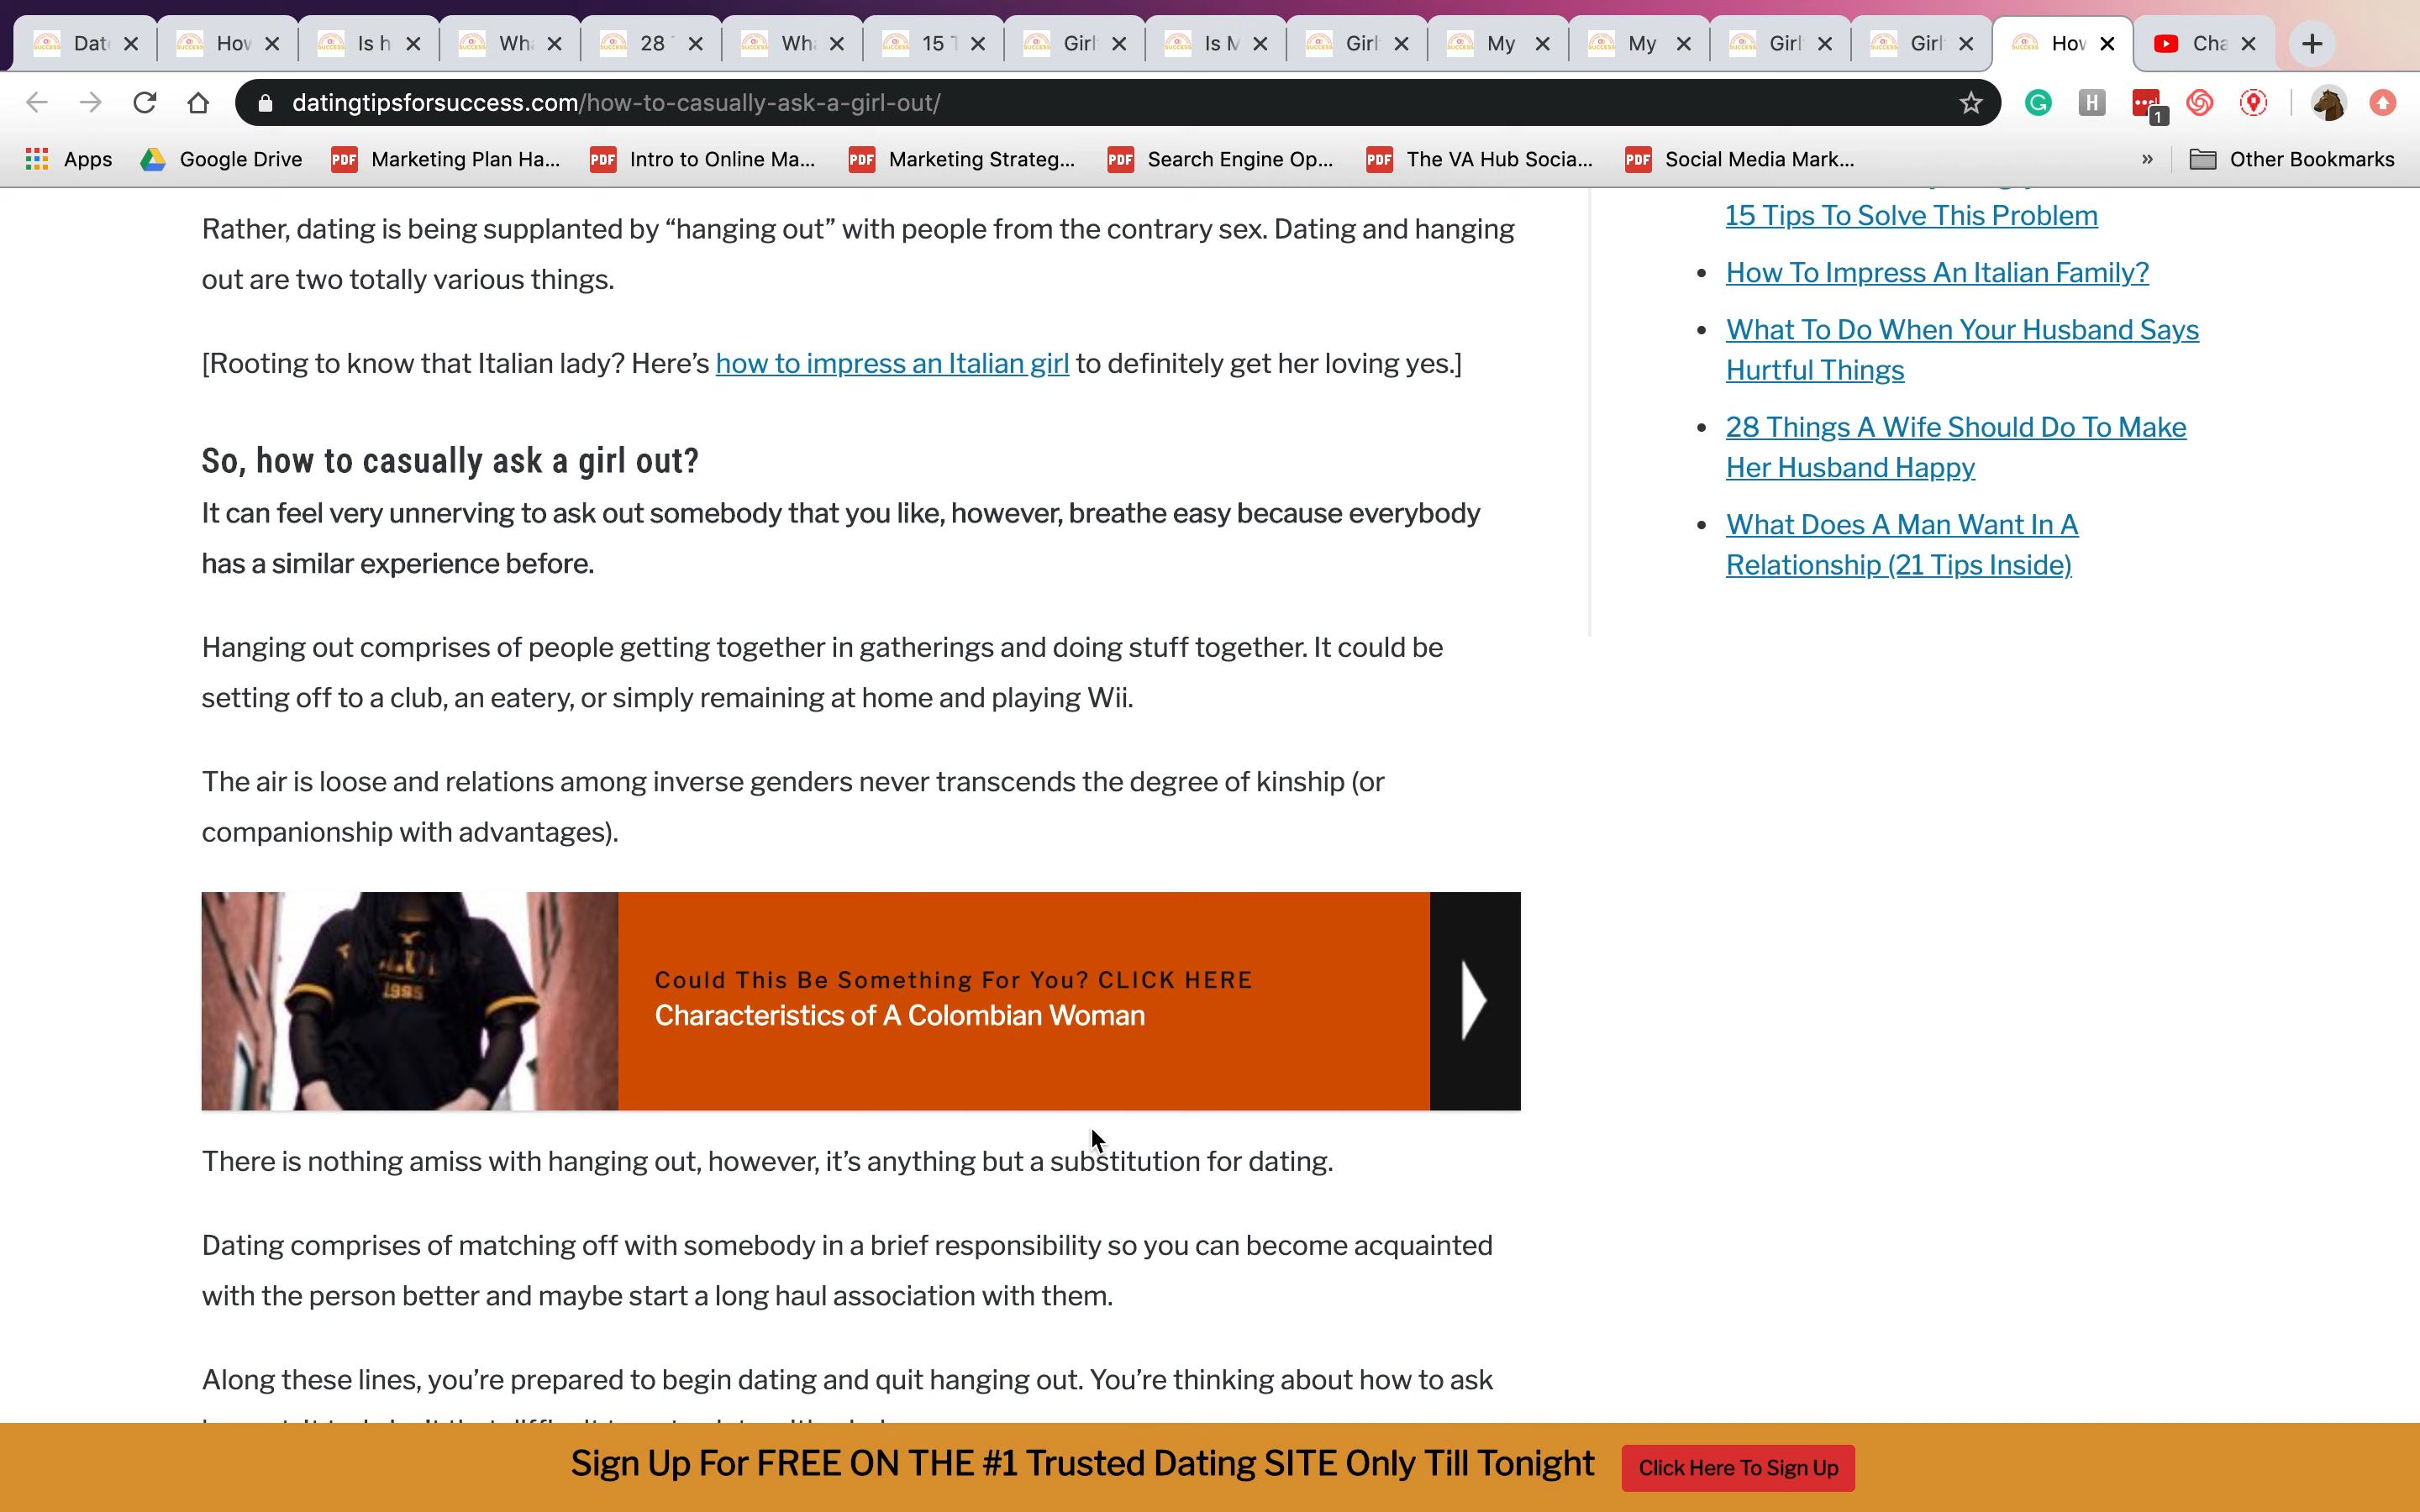 Dat
How
Is h
Wh
28
Wh
15 T
Girl
Is M
Girl
My
My
Girl
Girl
How
Cha
datingtipsforsuccess.com/how-to-casually-ask-a-girl-out/
H
1
Apps
Google Drive
PDF Marketing Plan Ha...
PDF Intro to Online Ma...
PDF Marketing Strateg...
PDF Search Engine Op...
PDF The VA Hub Socia...
PDF Social Media Mark...
»
Other Bookmarks
Rather, dating is being supplanted by “hanging out” with people from the contrary sex. Dating and hanging
out are two totally various things.
[Rooting to know that Italian lady? Here’s how to impress an Italian girl to definitely get her loving yes.]
So, how to casually ask a girl out?
It can feel very unnerving to ask out somebody that you like, however, breathe easy because everybody
has a similar experience before.
Hanging out comprises of people getting together in gatherings and doing stuff together. It could be
setting off to a club, an eatery, or simply remaining at home and playing Wii.
The air is loose and relations among inverse genders never transcends the degree of kinship (or
companionship with advantages).
1995
Could This Be Something For You? CLICK HERE
Characteristics of A Colombian Woman
There is nothing amiss with hanging out, however, it’s anything but a substitution for dating.
Dating comprises of matching off with somebody in a brief responsibility so you can become acquainted
with the person better and maybe start a long haul association with them.
Along these lines, you’re prepared to begin dating and quit hanging out. You’re thinking about how to ask
15 Tips To Solve This Problem
• How To Impress An Italian Family?
• What To Do When Your Husband Says
Hurtful Things
• 28 Things A Wife Should Do To Make
Her Husband Happy
• What Does A Man Want In A
Relationship (21 Tips Inside)
Sign Up For FREE ON THE #1 Trusted Dating SITE Only Till Tonight
Click Here To Sign Up